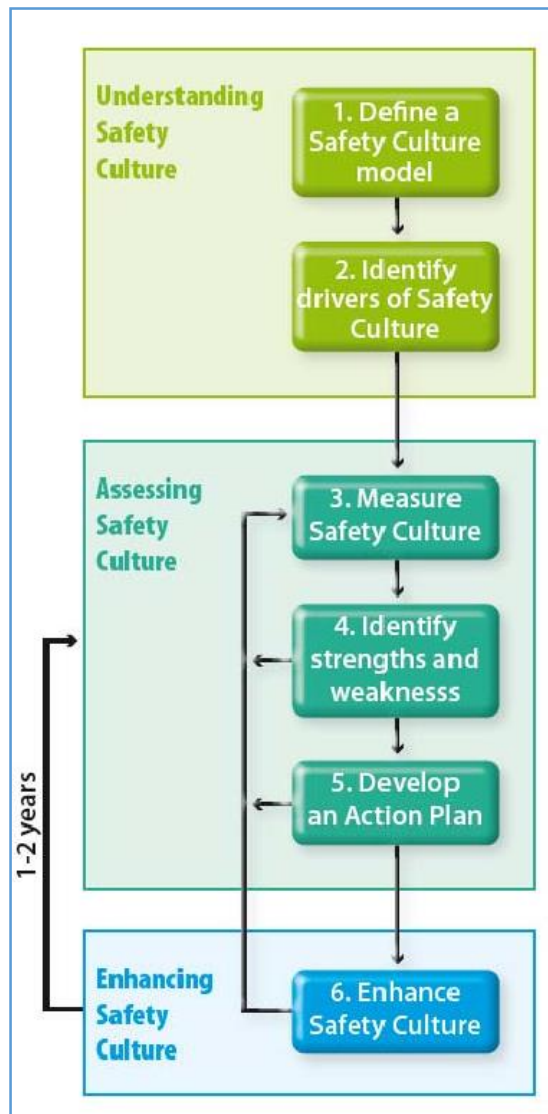 Understanding
Safety
Culture
1. Define a
Safety Culture
model
2. Identify
drivers of Safety
Culture
Assessing
Safety
Culture
3. Measure
Safety Culture
4. Identify
strengths and
weaknesss
5. Develop
an Action Plan
1-2 years
Enhancing
Safety
Culture
6. Enhance
Safety Culture